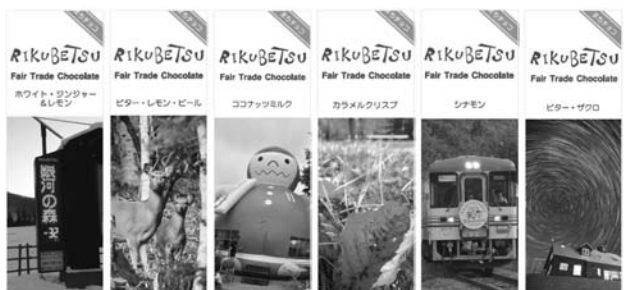 RIKUBETSU
Fair Trade Chocolate
ホワイト・ジンジャー
&レモン
銀河の森
RIKUBETSU
Fair Trade Chocolate
ビター・レモン・ピール
RIKUBETSU
Fair Trade Chocolate
ココナッツミルク
RIKUBETSU
Fair Trade Chocolate
カラメルクリスプ
RIKUBETSU
Fair Trade Chocolate
シナモン
RIKUBETSU
Fair Trade Chocolate
ビター・ザクロ